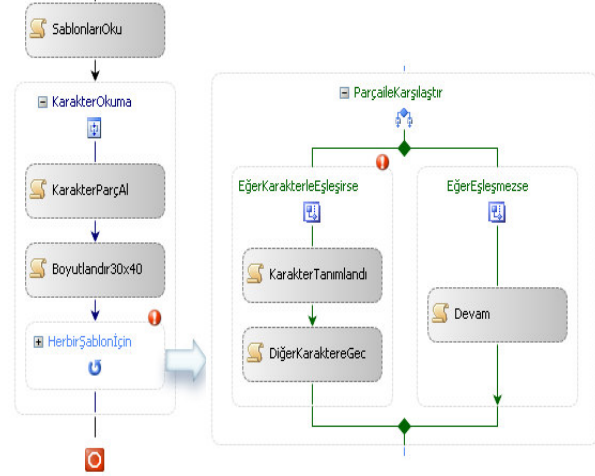 SablonlarıOku
KarakterOkuma
KarakterParçAl
Boyutlandır30x40
HerbirŞablonİçin
ParçaileKarşılaştır
EğerKarakterleEşleşirse
KarakterTanımlandı
DiğerKaraktereGec
EğerEşleşmezse
Devam